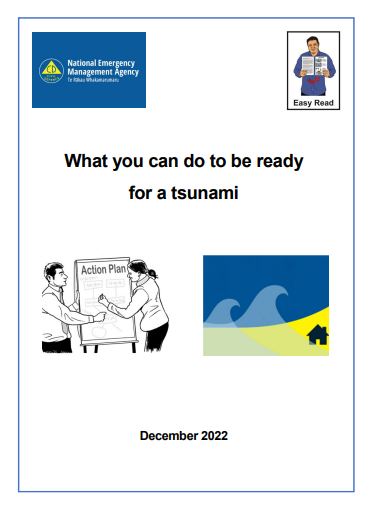 National Emergency
Management Agency
Te Rākau Whakamarumaru
Easy Read
What you can do to be ready
for a tsunami
Action Plan
December 2022